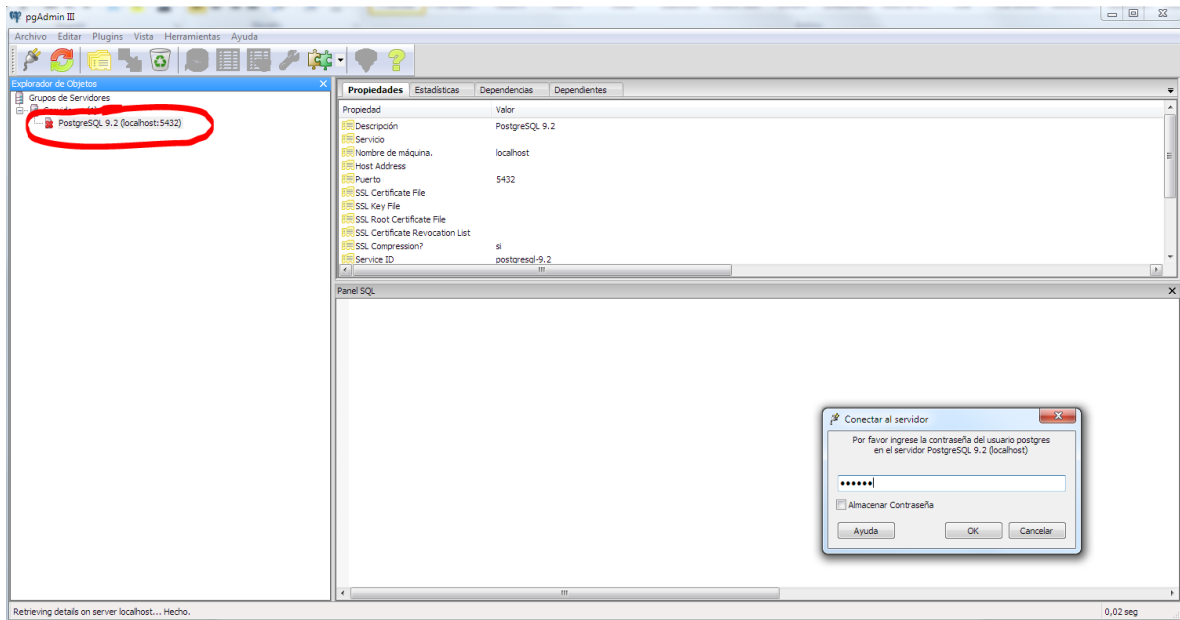 pgAdmin III
Archivo Editar Plugins Vista Herramientas Ayuda
Explorador de Objetos
Grupos de Servidores
PostgreSQL 9.2 (localhost:5432)
Propiedades Estadísticas Dependencias Dependientes
Propiedad Valor
Descripción PostgreSQL 9.2
Servicio
Nombre de máquina. localhost
Host Address
Puerto 5432
SSL Certificate File
SSL Key File
SSL Root Certificate File
SSL Certificate Revocation List
SSL Compression? si
Service ID postgresql-9.2
Panel SQL
Conectar al servidor
Por favor ingrese la contraseña del usuario postgres
en el servidor PostgreSQL 9.2 (localhost)
••••••
Almacenar Contraseña
Ayuda OK Cancelar
Retrieving details on server localhost... Hecho. 0,02 seg